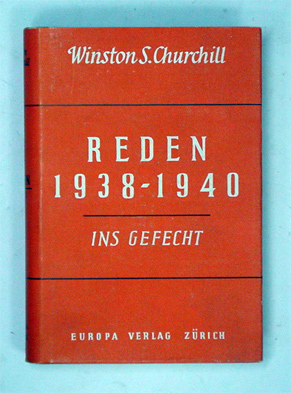 Winston S. Churchill
REDEN
1938-1940
INS GEFECHT
EUROPA VERLAG ZÜRICH